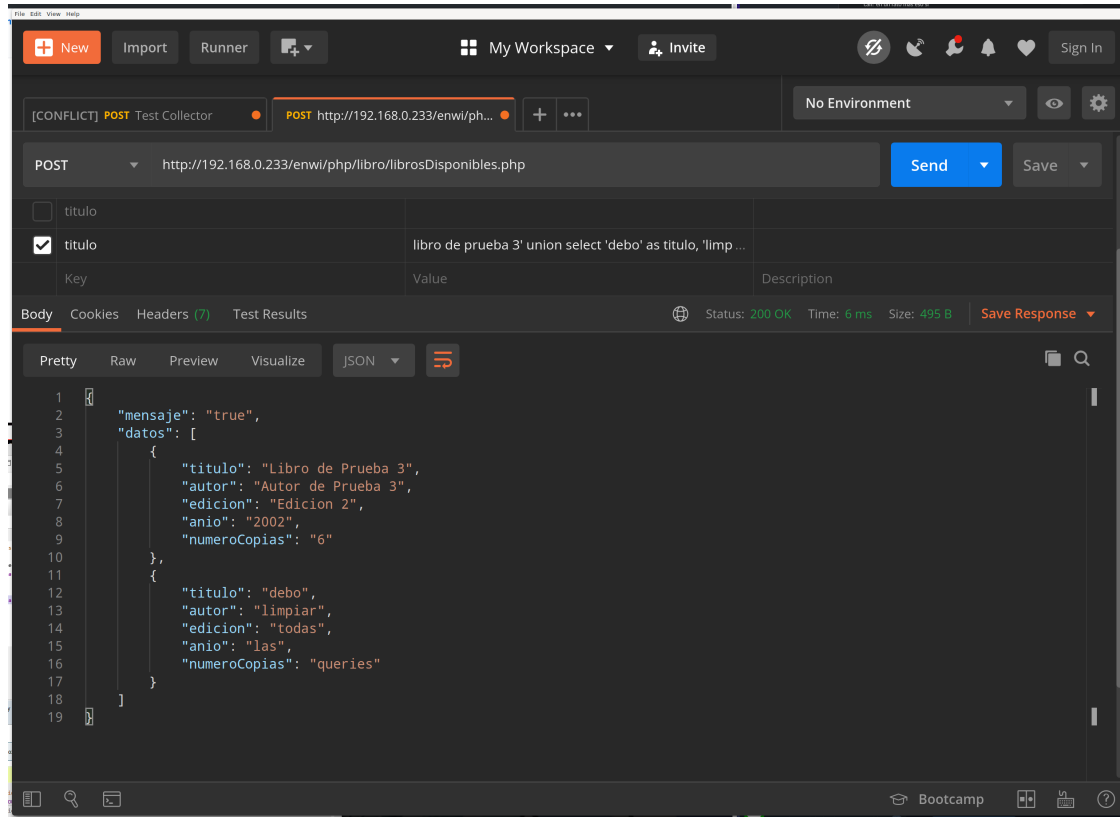 File Edit View Help
New Import Runner My Workspace Invite Sign In
[CONFLICT] POST Test Collector POST http://192.168.0.233/enwi/ph... No Environment
POST http://192.168.0.233/enwi/php/libro/librosDisponibles.php Send Save
titulo
titulo libro de prueba 3' union select 'debo' as titulo, 'limp ...
Key Value Description
Body Cookies Headers (7) Test Results Status: 200 OK Time: 6 ms Size: 495 B Save Response
Pretty Raw Preview Visualize JSON
1 {
2 "mensaje": "true",
3 "datos": [
4 {
5 "titulo": "Libro de Prueba 3",
6 "autor": "Autor de Prueba 3",
7 "edicion": "Edicion 2",
8 "anio": "2002",
9 "numeroCopias": "6"
10 },
11 {
12 "titulo": "debo",
13 "autor": "limpiar",
14 "edicion": "todas",
15 "anio": "las",
16 "numeroCopias": "queries"
17 }
18 ]
19 }
Bootcamp